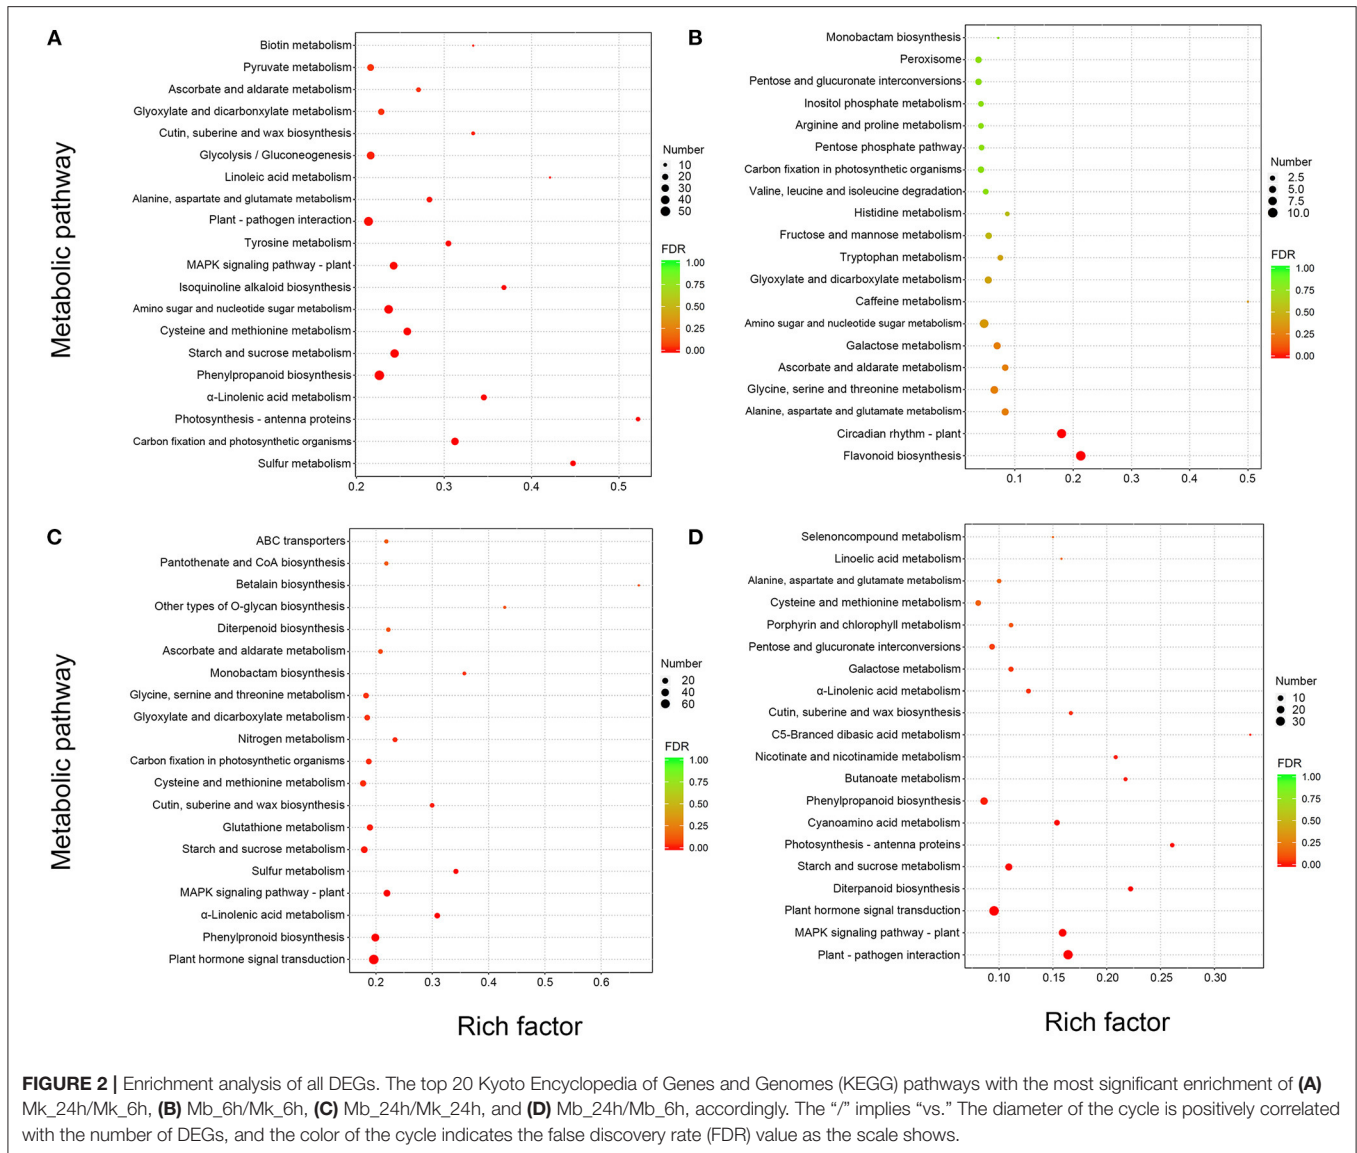 A
Metabolic pathway
Biotin metabolism
Pyruvate metabolism
Ascorbate and aldarate metabolism
Glyoxylate and dicarbonxylate metabolism
Cutin, suberine and wax biosynthesis
Glycolysis / Gluconeogenesis
Linoleic acid metabolism
Alanine, aspartate and glutamate metabolism
Plant - pathogen interaction
Tyrosine metabolism
MAPK signaling pathway - plant
Isoquinoline alkaloid biosynthesis
Amino sugar and nucleotide sugar metabolism
Cysteine and methionine metabolism
Starch and sucrose metabolism
Phenylpropanoid biosynthesis
α-Linolenic acid metabolism
Photosynthesis - antenna proteins
Carbon fixation and photosynthetic organisms
Sulfur metabolism
0.2 0.3 0.4 0.5
Number
10
20
30
40
50
FDR
1.00
0.75
0.50
0.25
0.00
B
Monobactam biosynthesis
Peroxisome
Pentose and glucuronate interconversions
Inositol phosphate metabolism
Arginine and proline metabolism
Pentose phosphate pathway
Carbon fixation in photosynthetic organisms
Valine, leucine and isoleucine degradation
Histidine metabolism
Fructose and mannose metabolism
Tryptophan metabolism
Glyoxylate and dicarboxylate metabolism
Caffeine metabolism
Amino sugar and nucleotide sugar metabolism
Galactose metabolism
Ascorbate and aldarate metabolism
Glycine, serine and threonine metabolism
Alanine, aspartate and glutamate metabolism
Circadian rhythm - plant
Flavonoid biosynthesis
0.1 0.2 0.3 0.4 0.5
Number
2.5
5.0
7.5
10.0
FDR
1.00
0.75
0.50
0.25
0.00
C
Metabolic pathway
ABC transporters
Pantothenate and CoA biosynthesis
Betalain biosynthesis
Other types of O-glycan biosynthesis
Diterpenoid biosynthesis
Ascorbate and aldarate metabolism
Monobactam biosynthesis
Glycine, sernine and threonine metabolism
Glyoxylate and dicarboxylate metabolism
Nitrogen metabolism
Carbon fixation in photosynthetic organisms
Cysteine and methionine metabolism
Cutin, suberine and wax biosynthesis
Glutathione metabolism
Starch and sucrose metabolism
Sulfur metabolism
MAPK signaling pathway - plant
α-Linolenic acid metabolism
Phenylpronoid biosynthesis
Plant hormone signal transduction
0.2 0.3 0.4 0.5 0.6
Rich factor
Number
20
40
60
FDR
1.00
0.75
0.50
0.25
0.00
D
Selenoncompound metabolism
Linoelic acid metabolism
Alanine, aspartate and glutamate metabolism
Cysteine and methionine metabolism
Porphyrin and chlorophyll metabolism
Pentose and glucuronate interconversions
Galactose metabolism
α-Linolenic acid metabolism
Cutin, suberine and wax biosynthesis
C5-Branced dibasic acid metabolism
Nicotinate and nicotinamide metabolism
Butanoate metabolism
Phenylpropanoid biosynthesis
Cyanoamino acid metabolism
Photosynthesis - antenna proteins
Starch and sucrose metabolism
Diterpanoid biosynthesis
Plant hormone signal transduction
MAPK signaling pathway - plant
Plant - pathogen interaction
0.10 0.15 0.20 0.25 0.30
Rich factor
Number
10
20
30
FDR
1.00
0.75
0.50
0.25
0.00
FIGURE 2 | Enrichment analysis of all DEGs. The top 20 Kyoto Encyclopedia of Genes and Genomes (KEGG) pathways with the most significant enrichment of (A)
Mk_24h/Mk_6h, (B) Mb_6h/Mk_6h, (C) Mb_24h/Mk_24h, and (D) Mb_24h/Mb_6h, accordingly. The “/” implies “vs.” The diameter of the cycle is positively correlated
with the number of DEGs, and the color of the cycle indicates the false discovery rate (FDR) value as the scale shows.